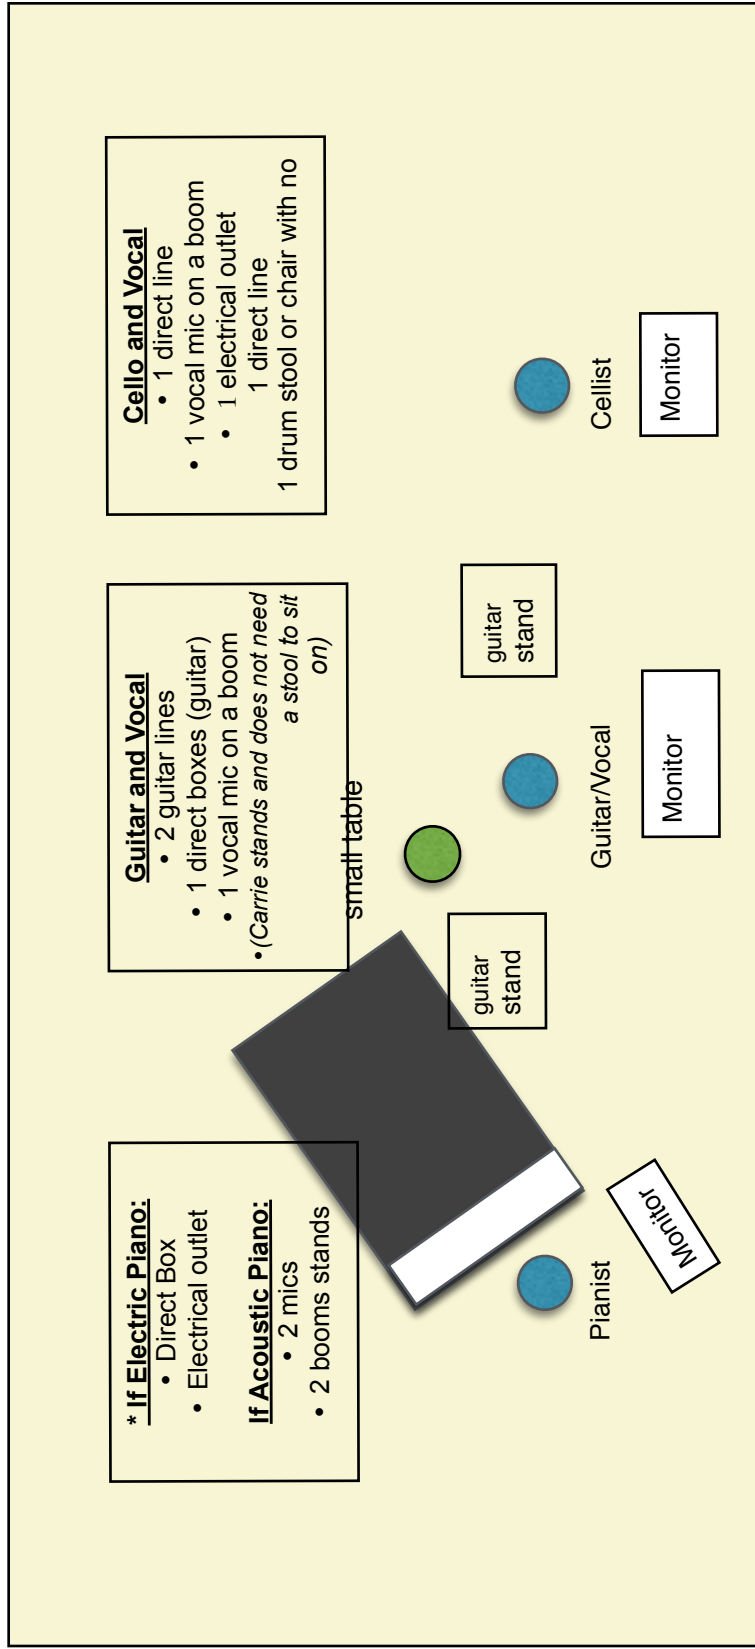 * If Electric Piano:
• Direct Box
• Electrical outlet
If Acoustic Piano:
• 2 mics
• 2 booms stands
Guitar and Vocal
• 2 guitar lines
• 1 direct boxes (guitar)
• 1 vocal mic on a boom
•(Carrie stands and does not need
a stool to sit
on)
Cello and Vocal
• 1 direct line
• 1 vocal mic on a boom
• 1 electrical outlet
1 direct line
1 drum stool or chair with no
small table
guitar
stand
guitar
stand
Pianist
Guitar/Vocal
Cellist
Monitor
Monitor
Monitor